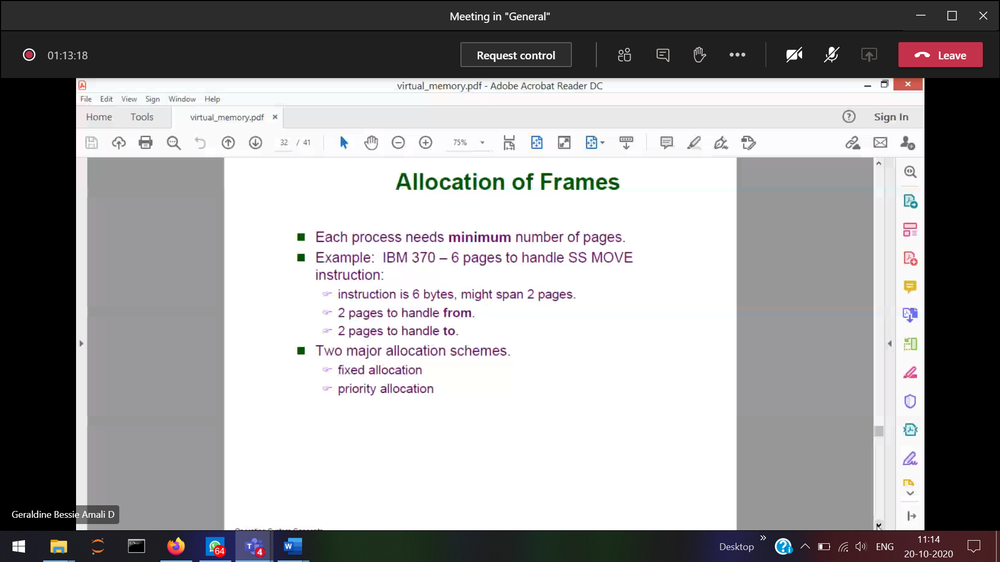 Meeting in "General"
01:13:18
Request control
Leave
virtual_memory.pdf - Adobe Acrobat Reader DC
File Edit View Sign Window Help
Home Tools virtual_memory.pdf
Sign In
32 / 41
75%
Allocation of Frames
Each process needs minimum number of pages.
Example: IBM 370 – 6 pages to handle SS MOVE
instruction:
instruction is 6 bytes, might span 2 pages.
2 pages to handle from.
2 pages to handle to.
Two major allocation schemes.
fixed allocation
priority allocation
Geraldine Bessie Amali D
64
4
Desktop
ENG
11:14
20-10-2020